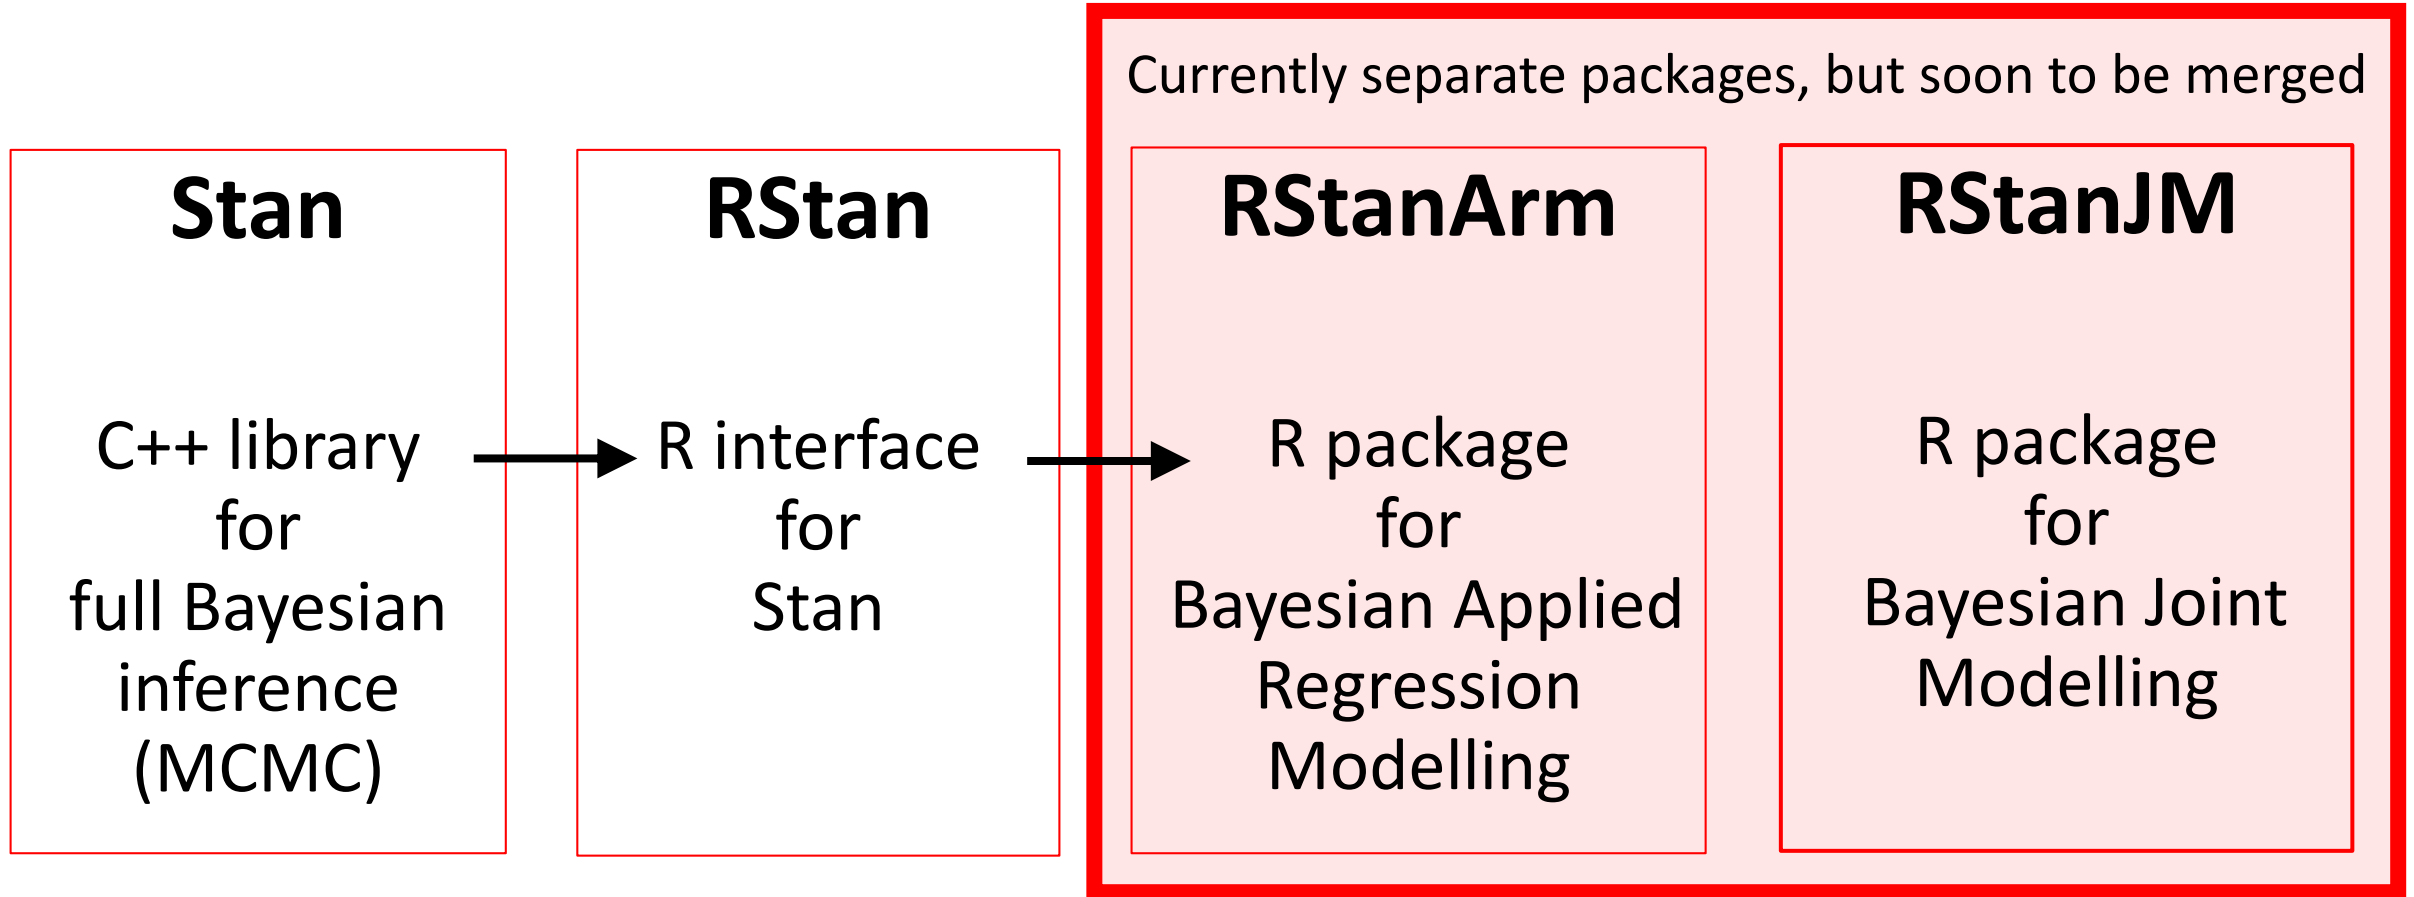 Currently separate packages, but soon to be merged
Stan
C++ library
for
full Bayesian
inference
(MCMC)
RStan
R interface
for
Stan
RStanArm
R package
for
Bayesian Applied
Regression
Modelling
RStanJM
R package
for
Bayesian Joint
Modelling